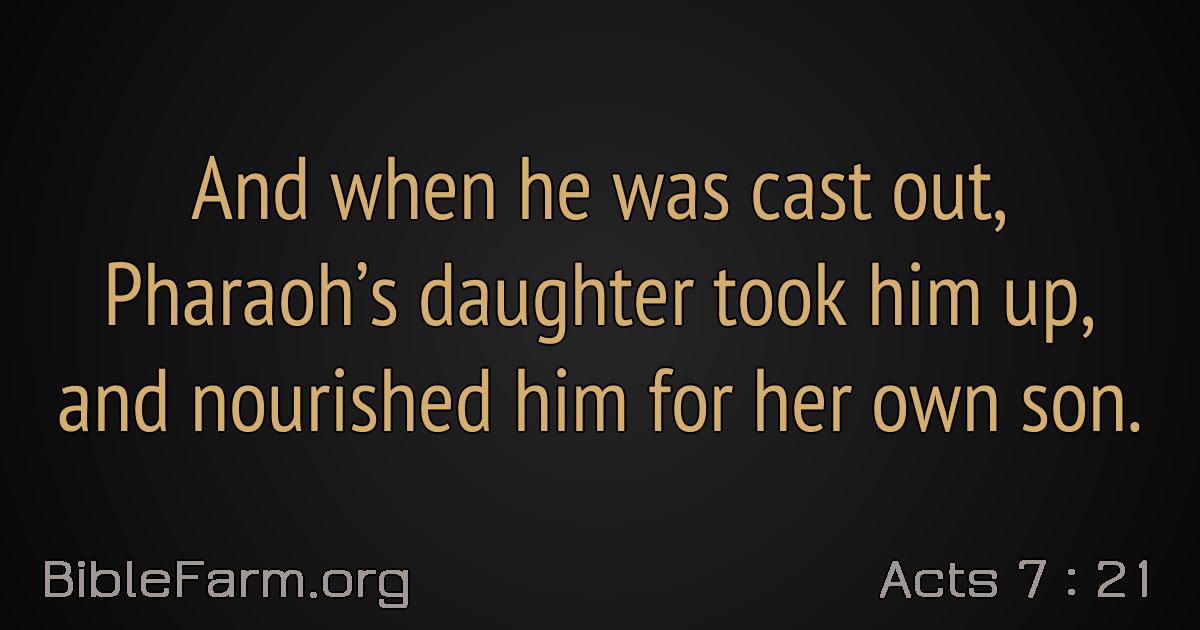 And when he was cast out,
Pharaoh’s daughter took him up,
and nourished him for her own son.
BibleFarm.org
Acts 7 : 21